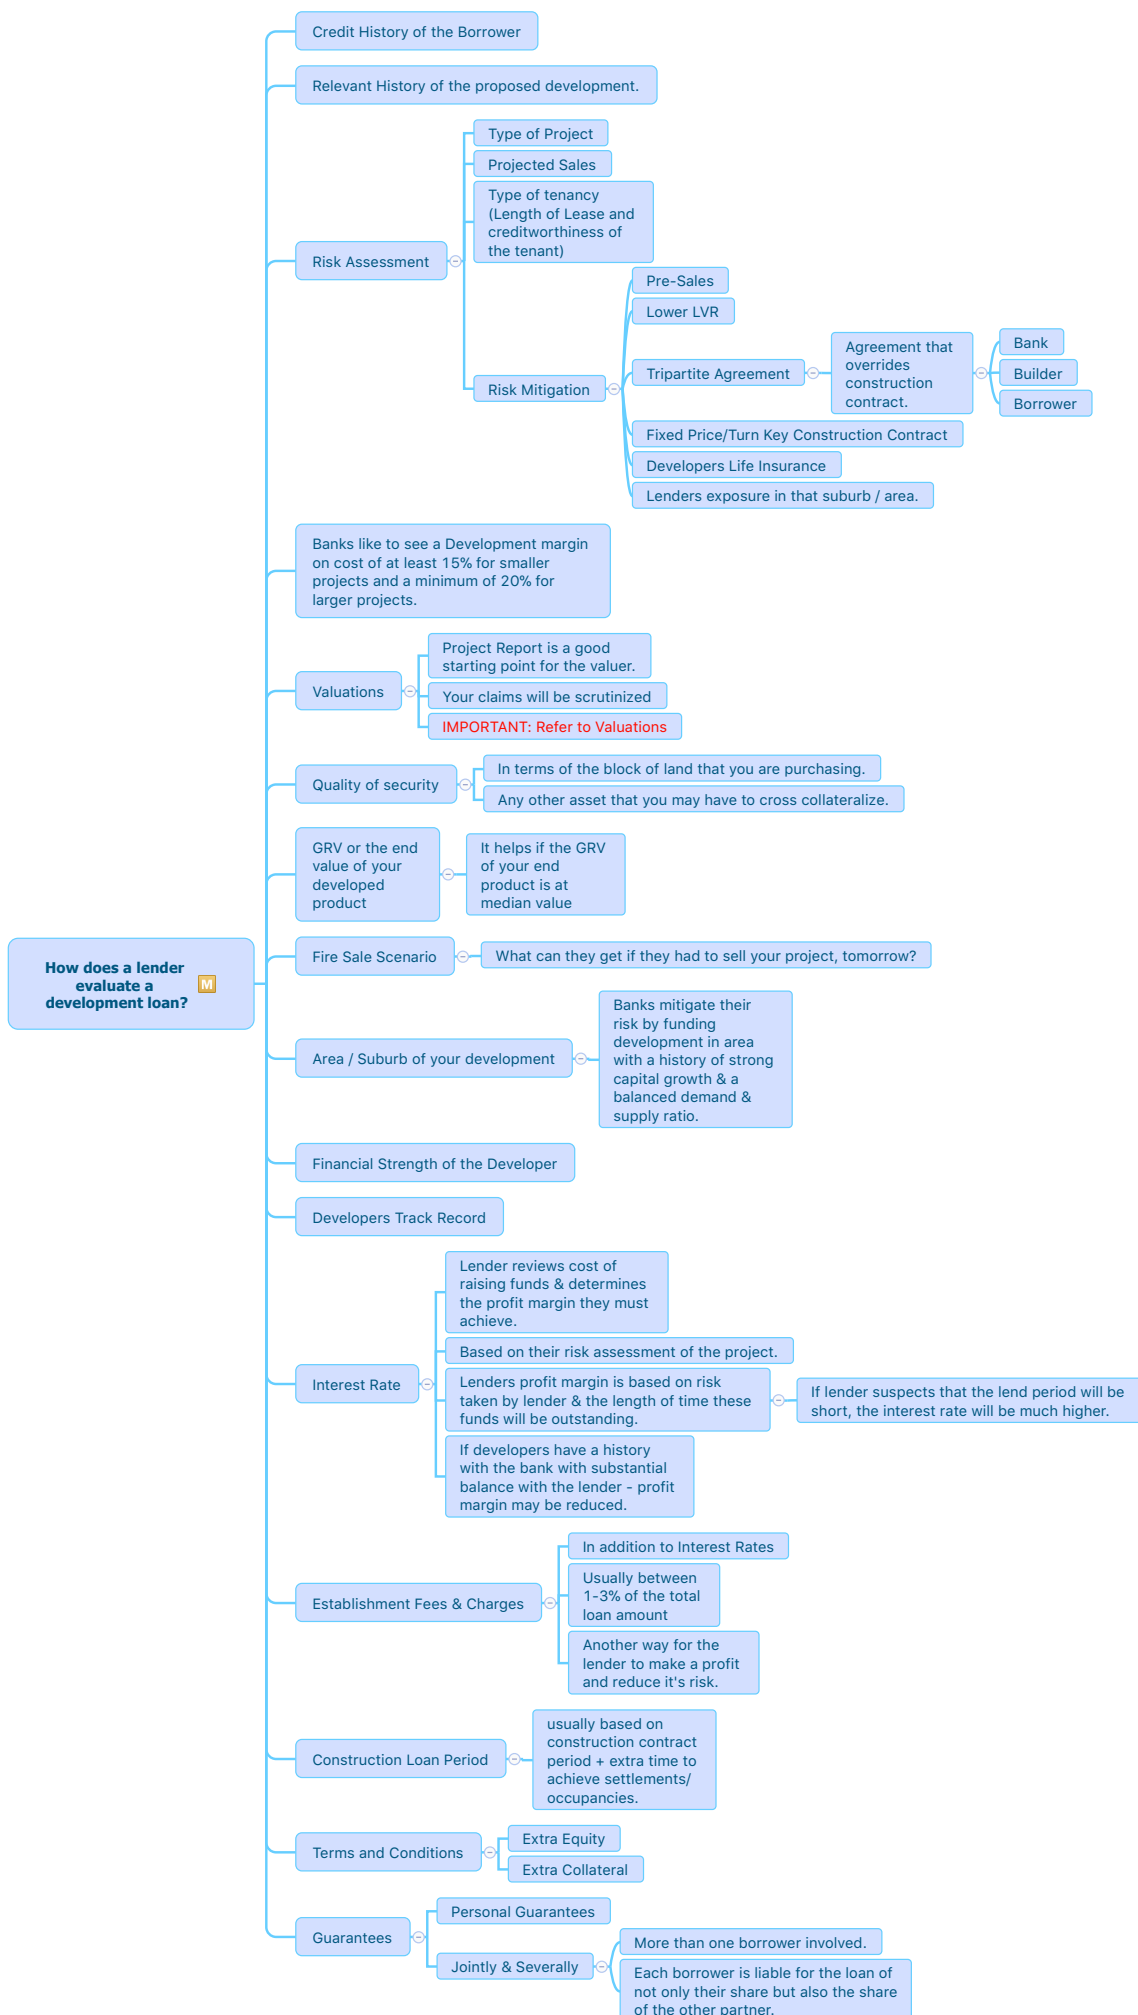 Credit History of the Borrower
Relevant History of the proposed development.
Type of Project
Projected Sales
Type of tenancy
(Length of Lease and
creditworthiness of
the tenant)
Risk Assessment
Pre-Sales
Lower LVR
Tripartite Agreement
Agreement that
overrides
construction
contract.
Bank
Builder
Borrower
Risk Mitigation
Fixed Price/Turn Key Construction Contract
Developers Life Insurance
Lenders exposure in that suburb / area.
Banks like to see a Development margin
on cost of at least 15% for smaller
projects and a minimum of 20% for
larger projects.
Valuations
Project Report is a good
starting point for the valuer.
Your claims will be scrutinized
IMPORTANT: Refer to Valuations
Quality of security
In terms of the block of land that you are purchasing.
Any other asset that you may have to cross collateralize.
GRV or the end
value of your
developed
product
It helps if the GRV
of your end
product is at
median value
How does a lender
evaluate a
development loan?
M
Fire Sale Scenario
What can they get if they had to sell your project, tomorrow?
Area / Suburb of your development
Banks mitigate their
risk by funding
development in area
with a history of strong
capital growth & a
balanced demand &
supply ratio.
Financial Strength of the Developer
Developers Track Record
Interest Rate
Lender reviews cost of
raising funds & determines
the profit margin they must
achieve.
Based on their risk assessment of the project.
Lenders profit margin is based on risk
taken by lender & the length of time these
funds will be outstanding.
If lender suspects that the lend period will be
short, the interest rate will be much higher.
If developers have a history
with the bank with substantial
balance with the lender - profit
margin may be reduced.
Establishment Fees & Charges
In addition to Interest Rates
Usually between
1-3% of the total
loan amount
Another way for the
lender to make a profit
and reduce it's risk.
Construction Loan Period
usually based on
construction contract
period + extra time to
achieve settlements/
occupancies.
Terms and Conditions
Extra Equity
Extra Collateral
Guarantees
Personal Guarantees
Jointly & Severally
More than one borrower involved.
Each borrower is liable for the loan of
not only their share but also the share
of the other partner.